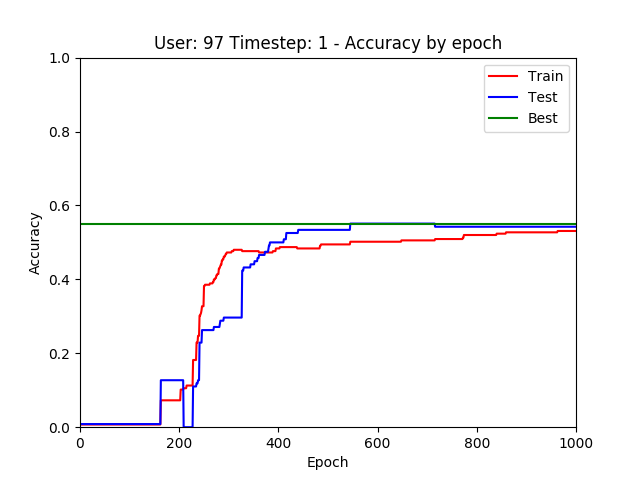 User: 97 Timestep: 1 - Accuracy by epoch
1.0
0.8
0.6
0.4
0.2
0.0
Accuracy
Train
Test
Best
0 200 400 600 800 1000
Epoch